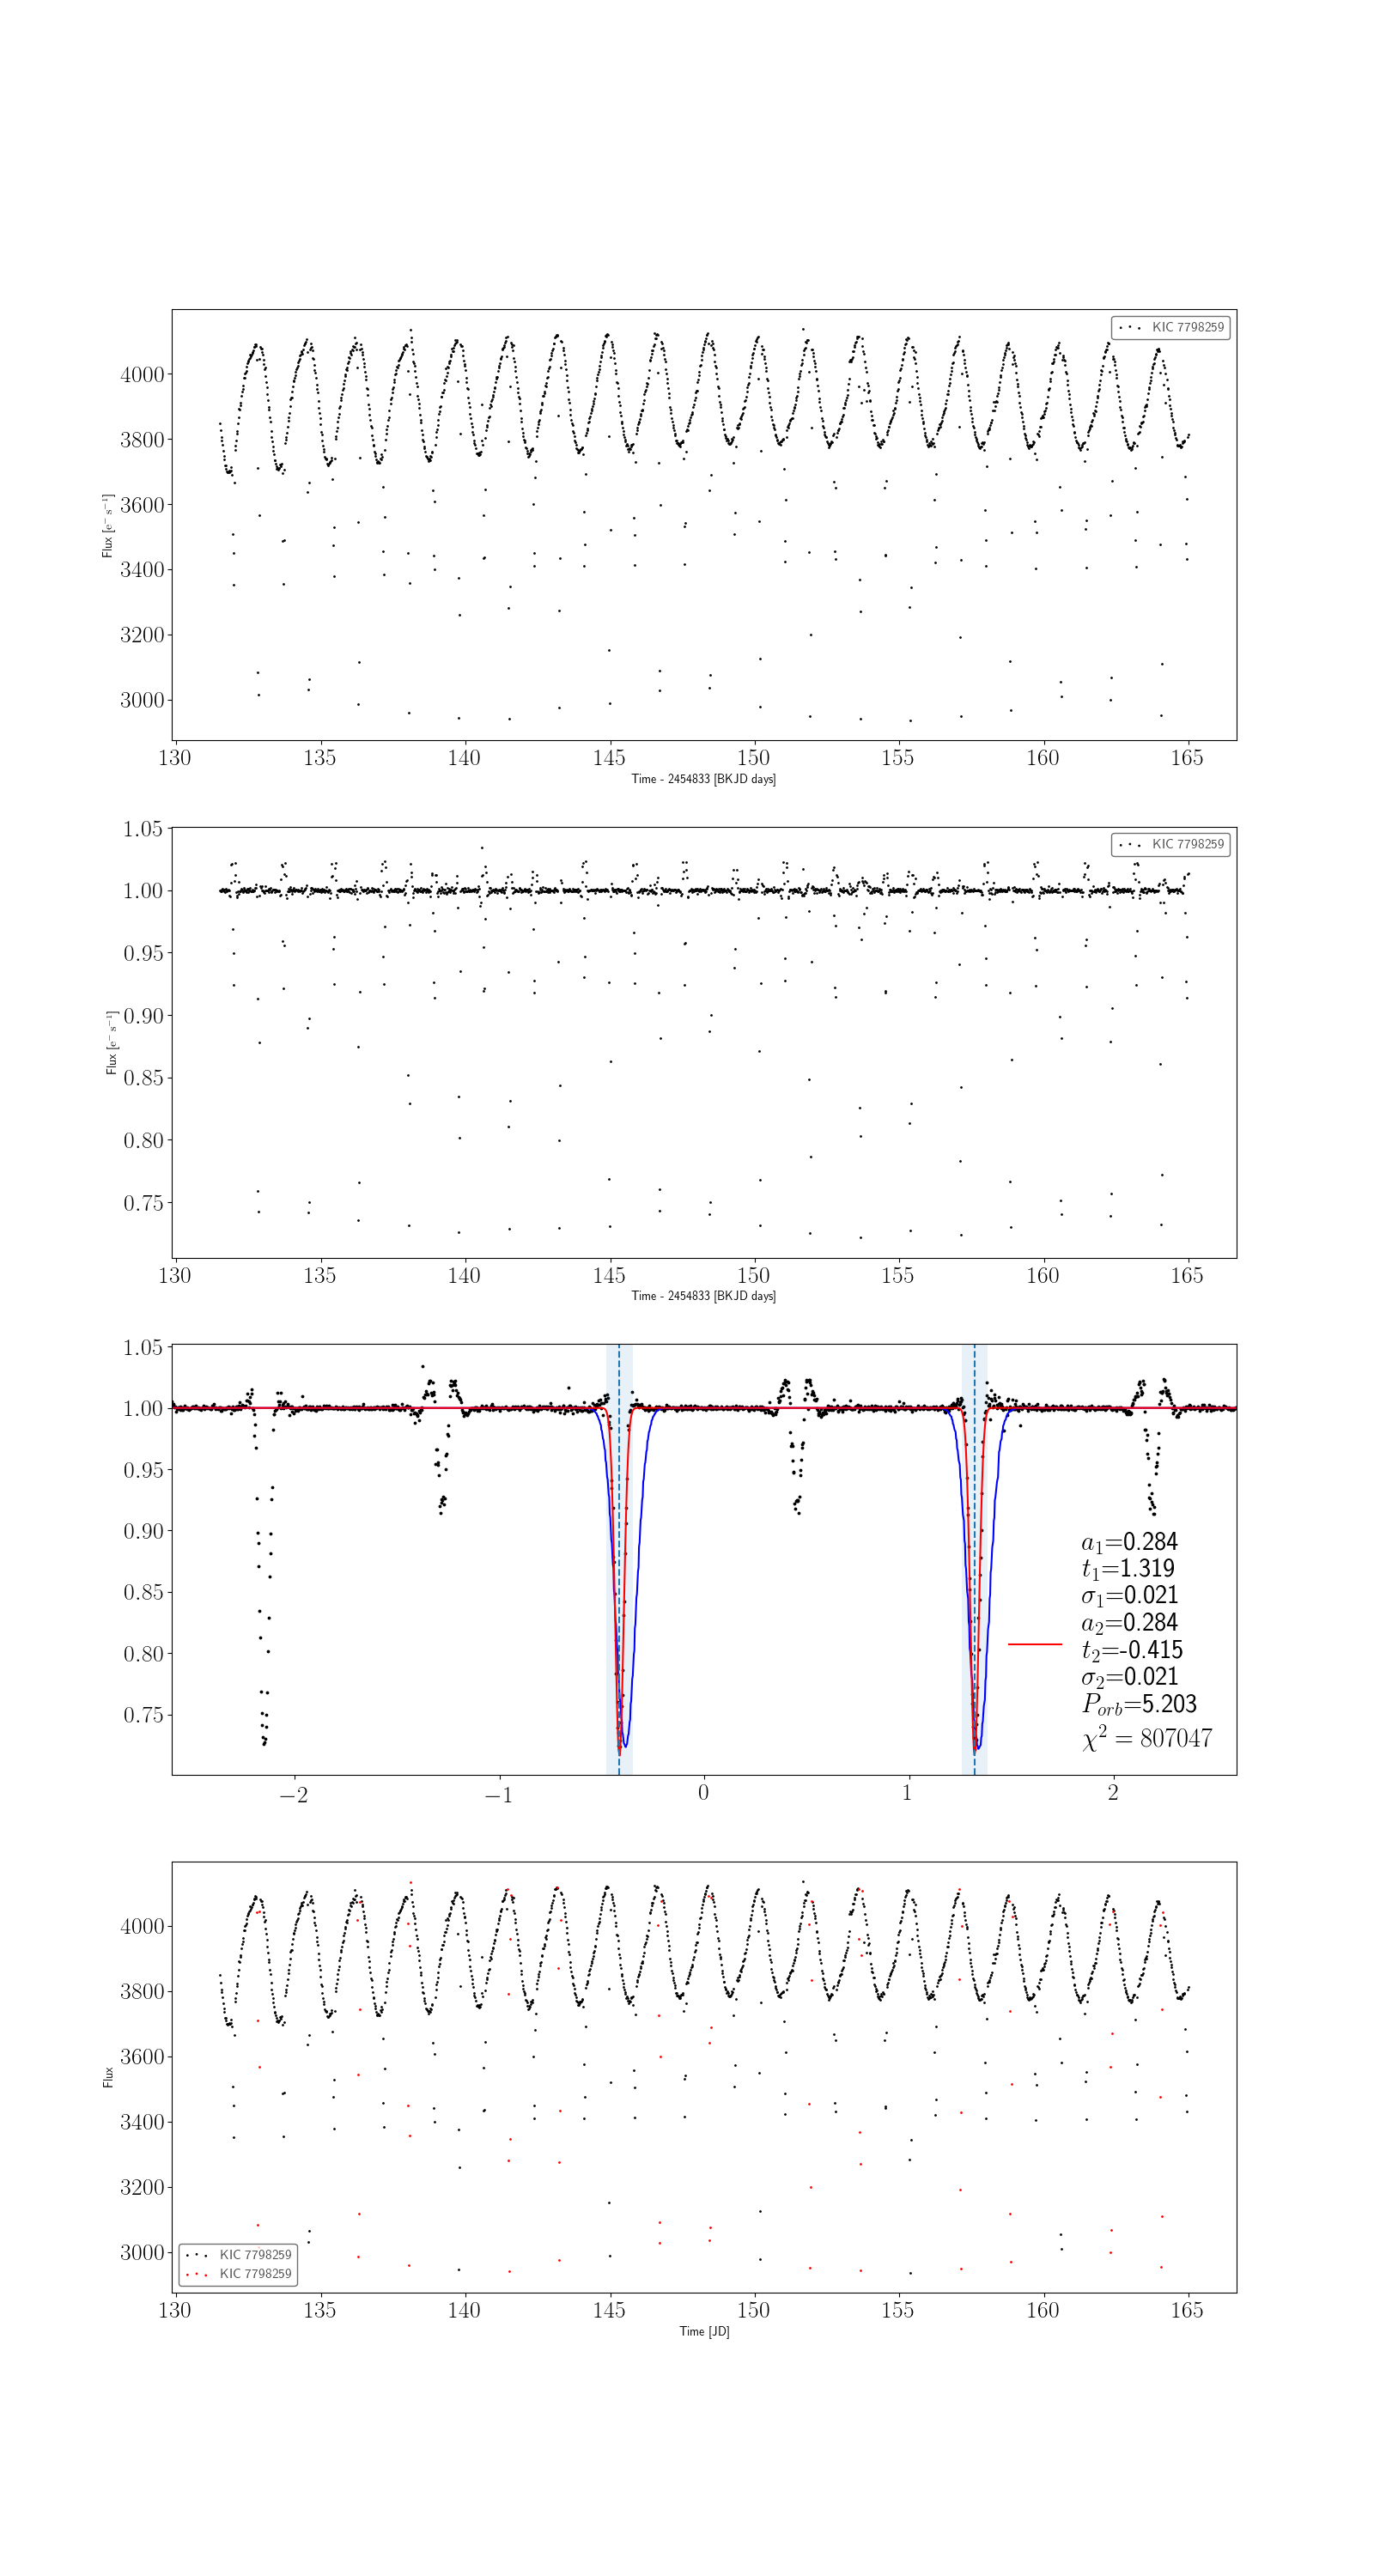 KIC 7798259
4000
3800
3600
3400
3200
3000
Flux [e⁻ s⁻¹]
130 135 140 145 150 155 160 165
Time - 2454833 [BKJD days]
KIC 7798259
1.05
1.00
0.95
0.90
0.85
0.80
0.75
Flux [e⁻ s⁻¹]
130 135 140 145 150 155 160 165
Time - 2454833 [BKJD days]
1.05
1.00
0.95
0.90
0.85
0.80
0.75
a₁=0.284
t₁=1.319
σ₁=0.021
a₂=0.284
t₂=-0.415
σ₂=0.021
P_orb=5.203
χ² = 807047
−2 −1 0 1 2
4000
3800
3600
3400
3200
3000
Flux
KIC 7798259
KIC 7798259
130 135 140 145 150 155 160 165
Time [JD]